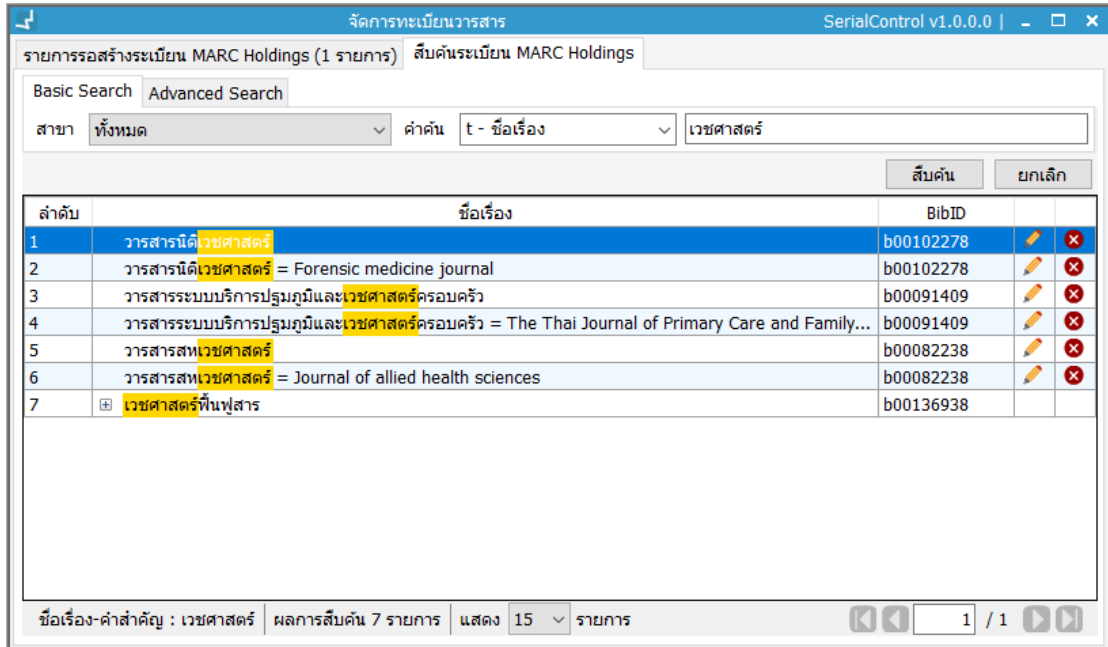 จัดการทะเบียนวารสาร SerialControl v1.0.0.0 |
รายการรอสร้างระเบียน MARC Holdings (1 รายการ) สืบค้นระเบียน MARC Holdings
Basic Search Advanced Search
สาขา ทั้งหมด คำค้น t - ชื่อเรื่อง เวชศาสตร์
สืบค้น ยกเลิก
ลำดับ ชื่อเรื่อง BibID
1 วารสารนิติเวชศาสตร์ b00102278
2 วารสารนิติเวชศาสตร์ = Forensic medicine journal b00102278
3 วารสารระบบบริการปฐมภูมิและเวชศาสตร์ครอบครัว b00091409
4 วารสารระบบบริการปฐมภูมิและเวชศาสตร์ครอบครัว = The Thai Journal of Primary Care and Family... b00091409
5 วารสารสหเวชศาสตร์ b00082238
6 วารสารสหเวชศาสตร์ = Journal of allied health sciences b00082238
7 เวชศาสตร์ฟื้นฟูสาร b00136938
ชื่อเรื่อง-คำสำคัญ : เวชศาสตร์ ผลการสืบค้น 7 รายการ แสดง 15 รายการ 1 / 1